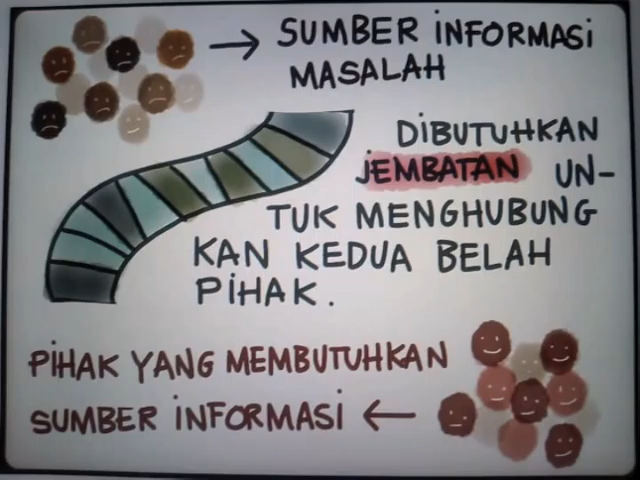 SUMBER INFORMASI
MASALAH
DIBUTUHKAN
JEMBATAN UN-
TUK MENGHUBUNG
KAN KEDUA BELAH
PIHAK.
PIHAK YANG MEMBUTUHKAN
SUMBER INFORMASI